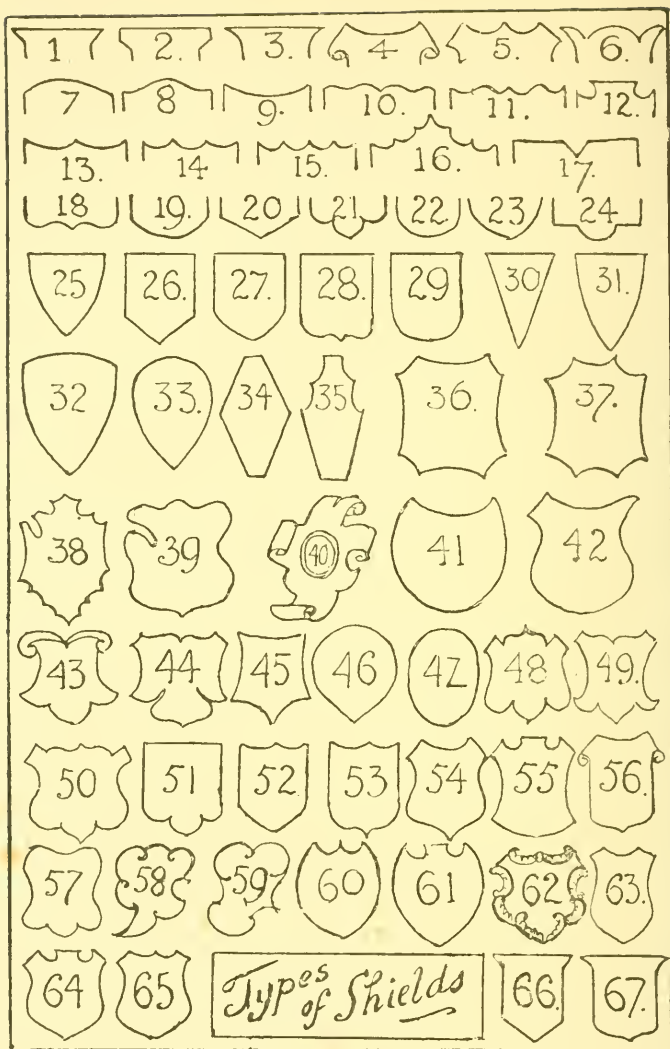 1. 2. 3. 4. 5. 6.
7 8 9. 10. 11. 12.
13. 14 15. 16. 17.
18 19. 20 21 22 23 24
25 26. 27. 28. 29 30 31.
32 33. 34 35 36. 37.
38 39 40 41 42
43 44 45 46 47 48 49.
50 51 52 53 54 55 56.
57 58 59 60 61 62 63.
64 65 Types of Shields 66. 67.